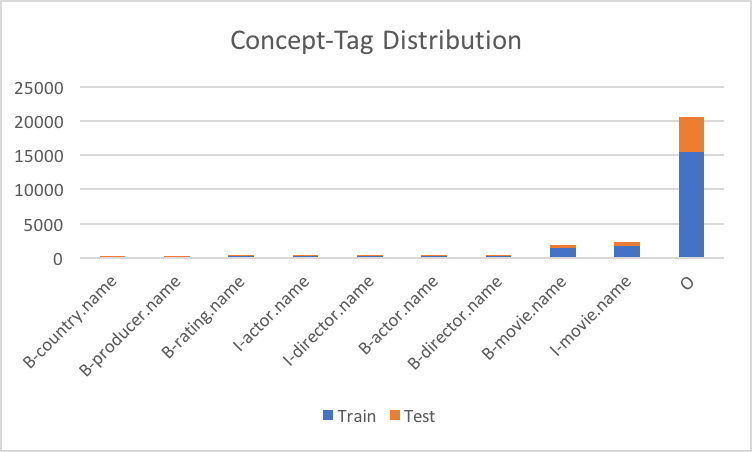 Concept-Tag Distribution
25000
20000
15000
10000
5000
0
B-country.name
B-producer.name
B-rating.name
I-actor.name
I-director.name
B-actor.name
B-director.name
B-movie.name
I-movie.name
O
Train
Test